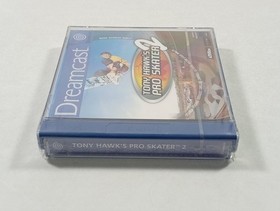 Dreamcast
TONY HAWK'S
PRO SKATER 2
TONY HAWK'S PRO SKATER™ 2